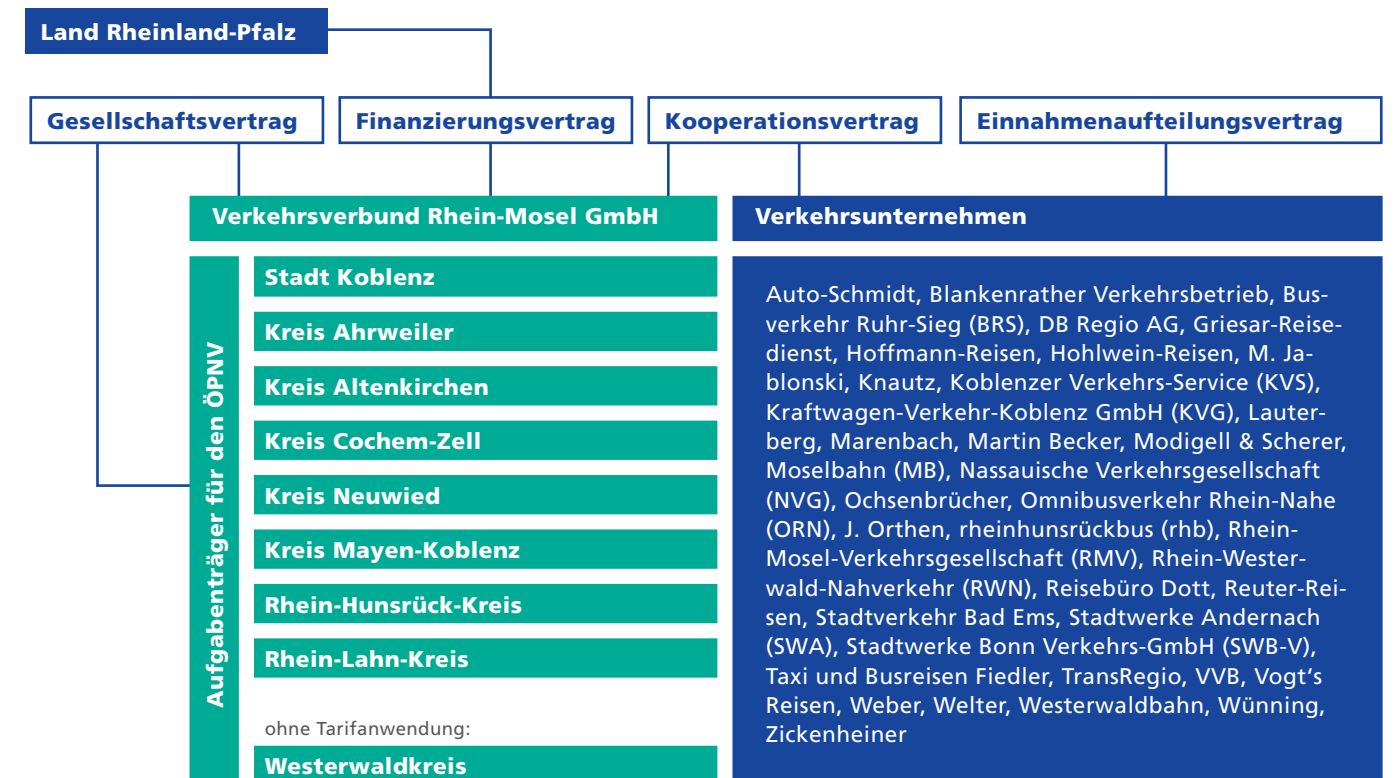 Land Rheinland-Pfalz
Gesellschaftsvertrag
Finanzierungsvertrag
Kooperationsvertrag
Einnahmenaufteilungsvertrag
Verkehrsverbund Rhein-Mosel GmbH
Aufgabenträger für den ÖPNV
Stadt Koblenz
Kreis Ahrweiler
Kreis Altenkirchen
Kreis Cochem-Zell
Kreis Neuwied
Kreis Mayen-Koblenz
Rhein-Hunsrück-Kreis
Rhein-Lahn-Kreis
ohne Tarifanwendung:
Westerwaldkreis
Verkehrsunternehmen
Auto-Schmidt, Blankenrather Verkehrsbetrieb, Bus-
verkehr Ruhr-Sieg (BRS), DB Regio AG, Griesar-Reise-
dienst, Hoffmann-Reisen, Hohlwein-Reisen, M. Ja-
blonski, Knautz, Koblenzer Verkehrs-Service (KVS),
Kraftwagen-Verkehr-Koblenz GmbH (KVG), Lauter-
berg, Marenbach, Martin Becker, Modigell & Scherer,
Moselbahn (MB), Nassauische Verkehrsgesellschaft
(NVG), Ochsenbrücher, Omnibusverkehr Rhein-Nahe
(ORN), J. Orthen, rheinhunsrückbus (rhb), Rhein-
Mosel-Verkehrsgesellschaft (RMV), Rhein-Wester-
wald-Nahverkehr (RWN), Reisebüro Dott, Reuter-Rei-
sen, Stadtverkehr Bad Ems, Stadtwerke Andernach
(SWA), Stadtwerke Bonn Verkehrs-GmbH (SWB-V),
Taxi und Busreisen Fiedler, TransRegio, VVB, Vogt‘s
Reisen, Weber, Welter, Westerwaldbahn, Wünning,
Zickenheiner